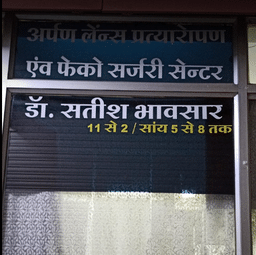 अर्पण लेंस प्रत्यारोपण
एंव फेको सर्जरी सेन्टर
डॉ. सतीश भावसार
11 से 2 / सांय 5 से 8 तक